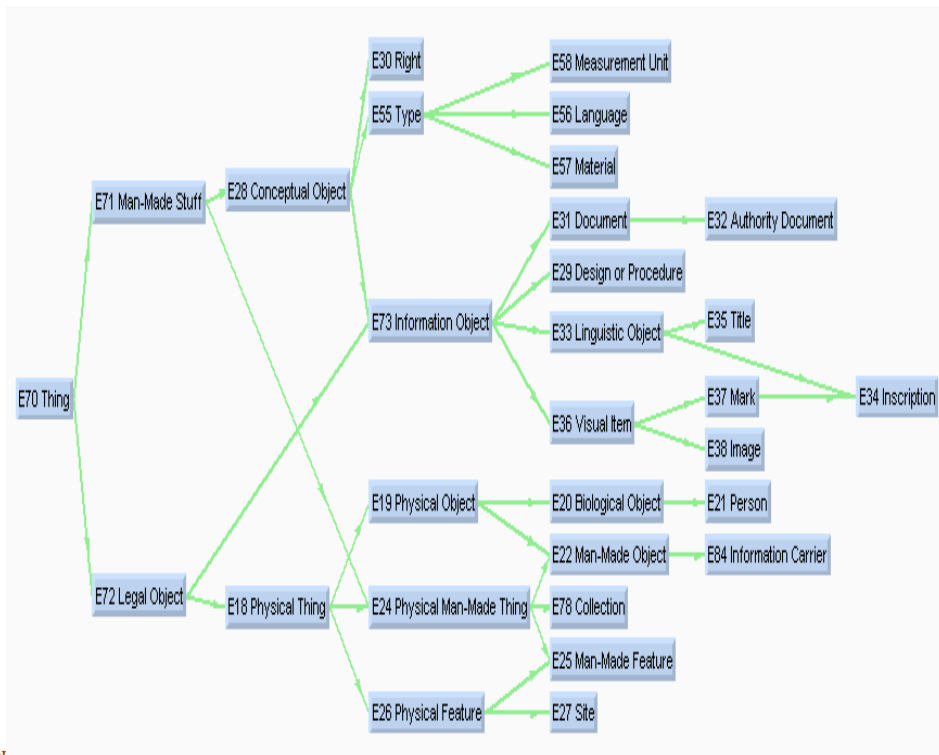 E30 Right
E58 Measurement Unit
E55 Type
E56 Language
E57 Material
E71 Man-Made Stuff
E28 Conceptual Object
E31 Document
E32 Authority Document
E29 Design or Procedure
E73 Information Object
E33 Linguistic Object
E35 Title
E70 Thing
E37 Mark
E34 Inscription
E36 Visual Item
E38 Image
E19 Physical Object
E20 Biological Object
E21 Person
E22 Man-Made Object
E84 Information Carrier
E72 Legal Object
E18 Physical Thing
E24 Physical Man-Made Thing
E78 Collection
E25 Man-Made Feature
E26 Physical Feature
E27 Site